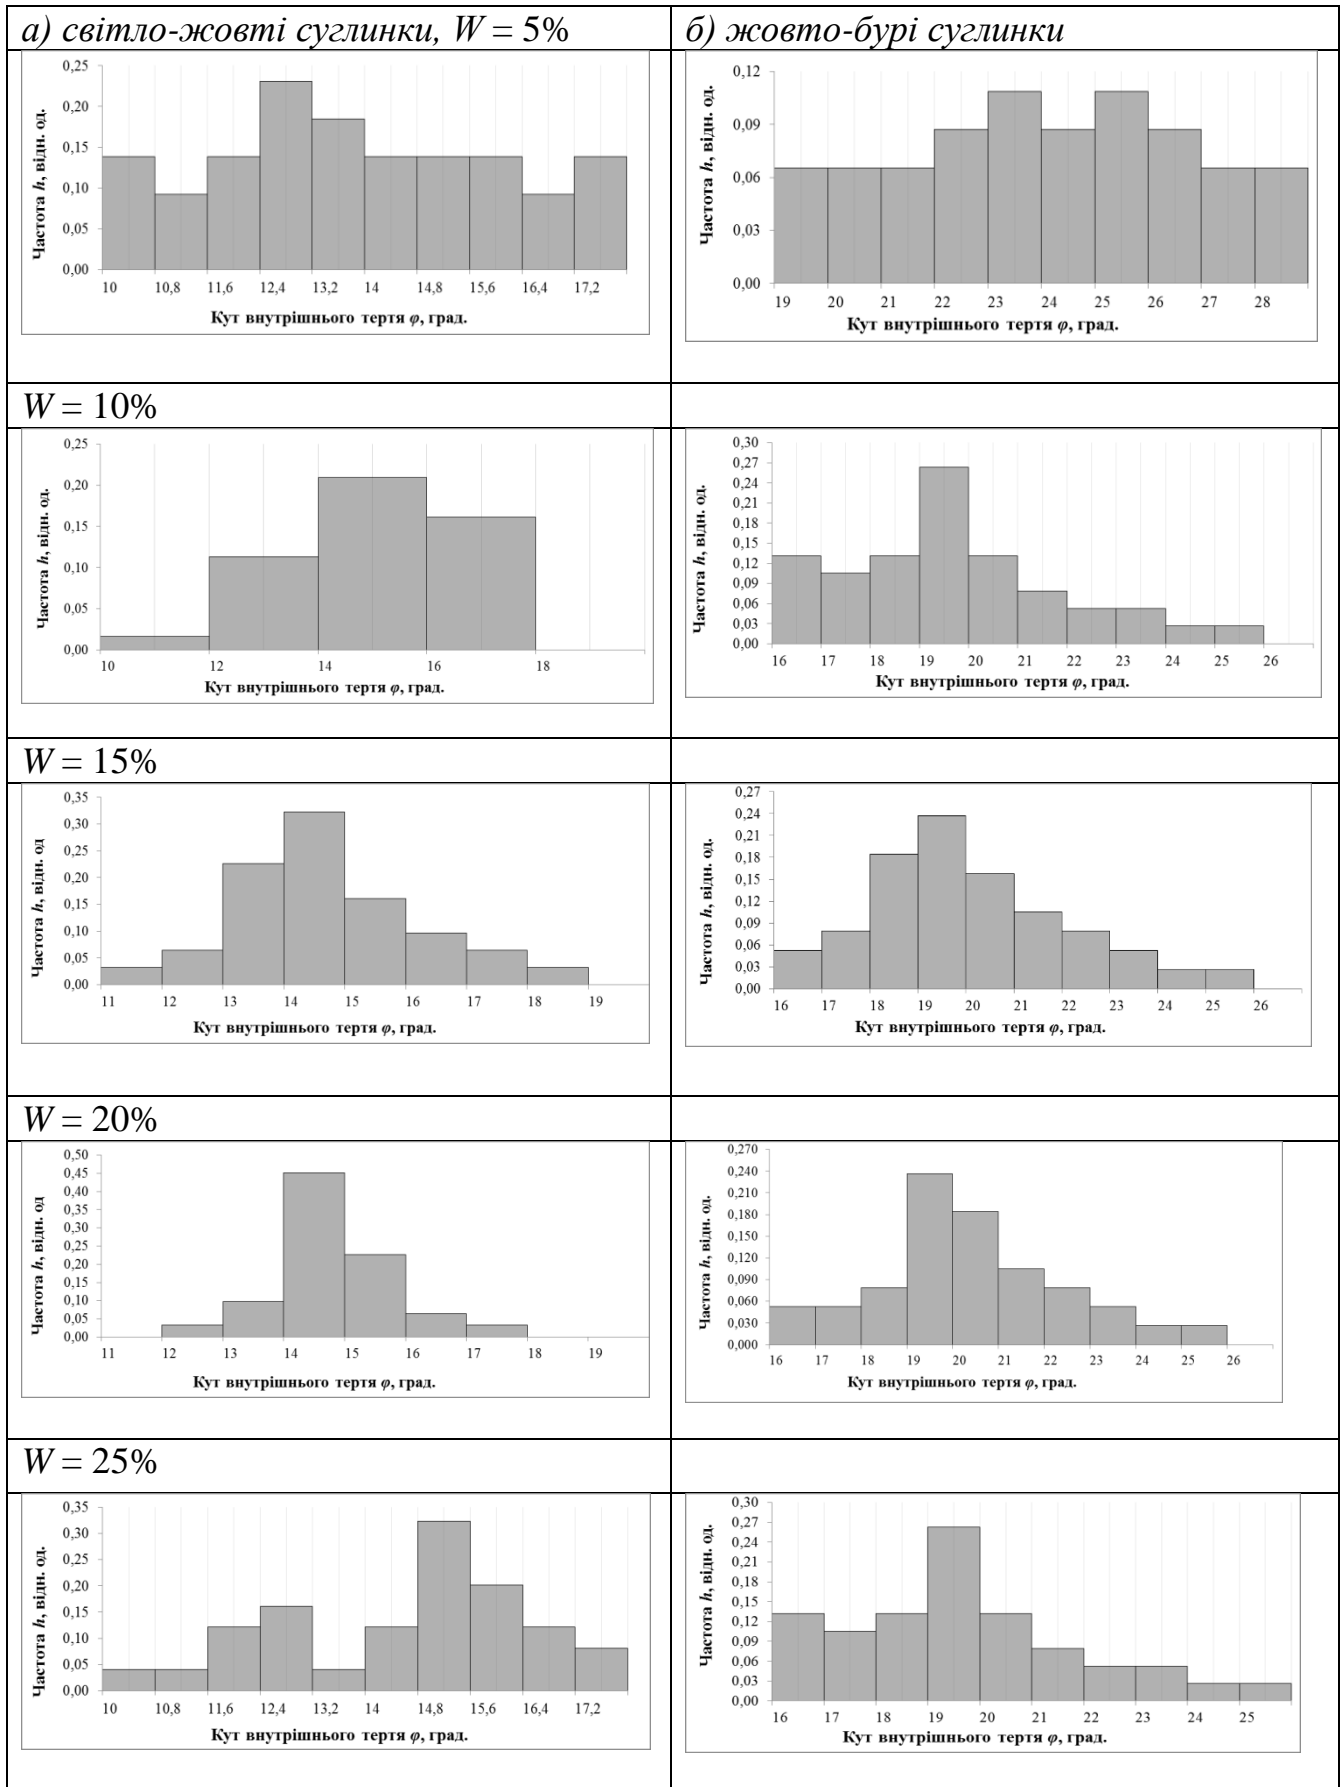 а) світло-жовті суглинки, W = 5%
б) жовто-бурі суглинки
Частота h, відн. од.
0,25
0,20
0,15
0,10
0,05
0,00
10 10,8 11,6 12,4 13,2 14 14,8 15,6 16,4 17,2
Кут внутрішнього тертя φ, град.
Частота h, відн. од.
0,12
0,09
0,06
0,03
0,00
19 20 21 22 23 24 25 26 27 28
Кут внутрішнього тертя φ, град.
W = 10%
Частота h, відн. од.
0,25
0,20
0,15
0,10
0,05
0,00
10 12 14 16 18
Кут внутрішнього тертя φ, град.
Частота h, відн. од.
0,30
0,27
0,24
0,21
0,18
0,15
0,12
0,09
0,06
0,03
0,00
16 17 18 19 20 21 22 23 24 25 26
Кут внутрішнього тертя φ, град.
W = 15%
Частота h, відн. од
0,35
0,30
0,25
0,20
0,15
0,10
0,05
0,00
11 12 13 14 15 16 17 18 19
Кут внутрішнього тертя φ, град.
Частота h, відн. од.
0,27
0,24
0,21
0,18
0,15
0,12
0,09
0,06
0,03
0,00
16 17 18 19 20 21 22 23 24 25 26
Кут внутрішнього тертя φ, град.
W = 20%
Частота h, відн. од
0,50
0,45
0,40
0,35
0,30
0,25
0,20
0,15
0,10
0,05
0,00
11 12 13 14 15 16 17 18 19
Кут внутрішнього тертя φ, град.
Частота h, відн. од.
0,270
0,240
0,210
0,180
0,150
0,120
0,090
0,060
0,030
0,000
16 17 18 19 20 21 22 23 24 25 26
Кут внутрішнього тертя φ, град.
W = 25%
Частота h, відн. од.
0,35
0,30
0,25
0,20
0,15
0,10
0,05
0,00
10 10,8 11,6 12,4 13,2 14 14,8 15,6 16,4 17,2
Кут внутрішнього тертя φ, град.
Частота h, відн. од.
0,30
0,27
0,24
0,21
0,18
0,15
0,12
0,09
0,06
0,03
0,00
16 17 18 19 20 21 22 23 24 25
Кут внутрішнього тертя φ, град.